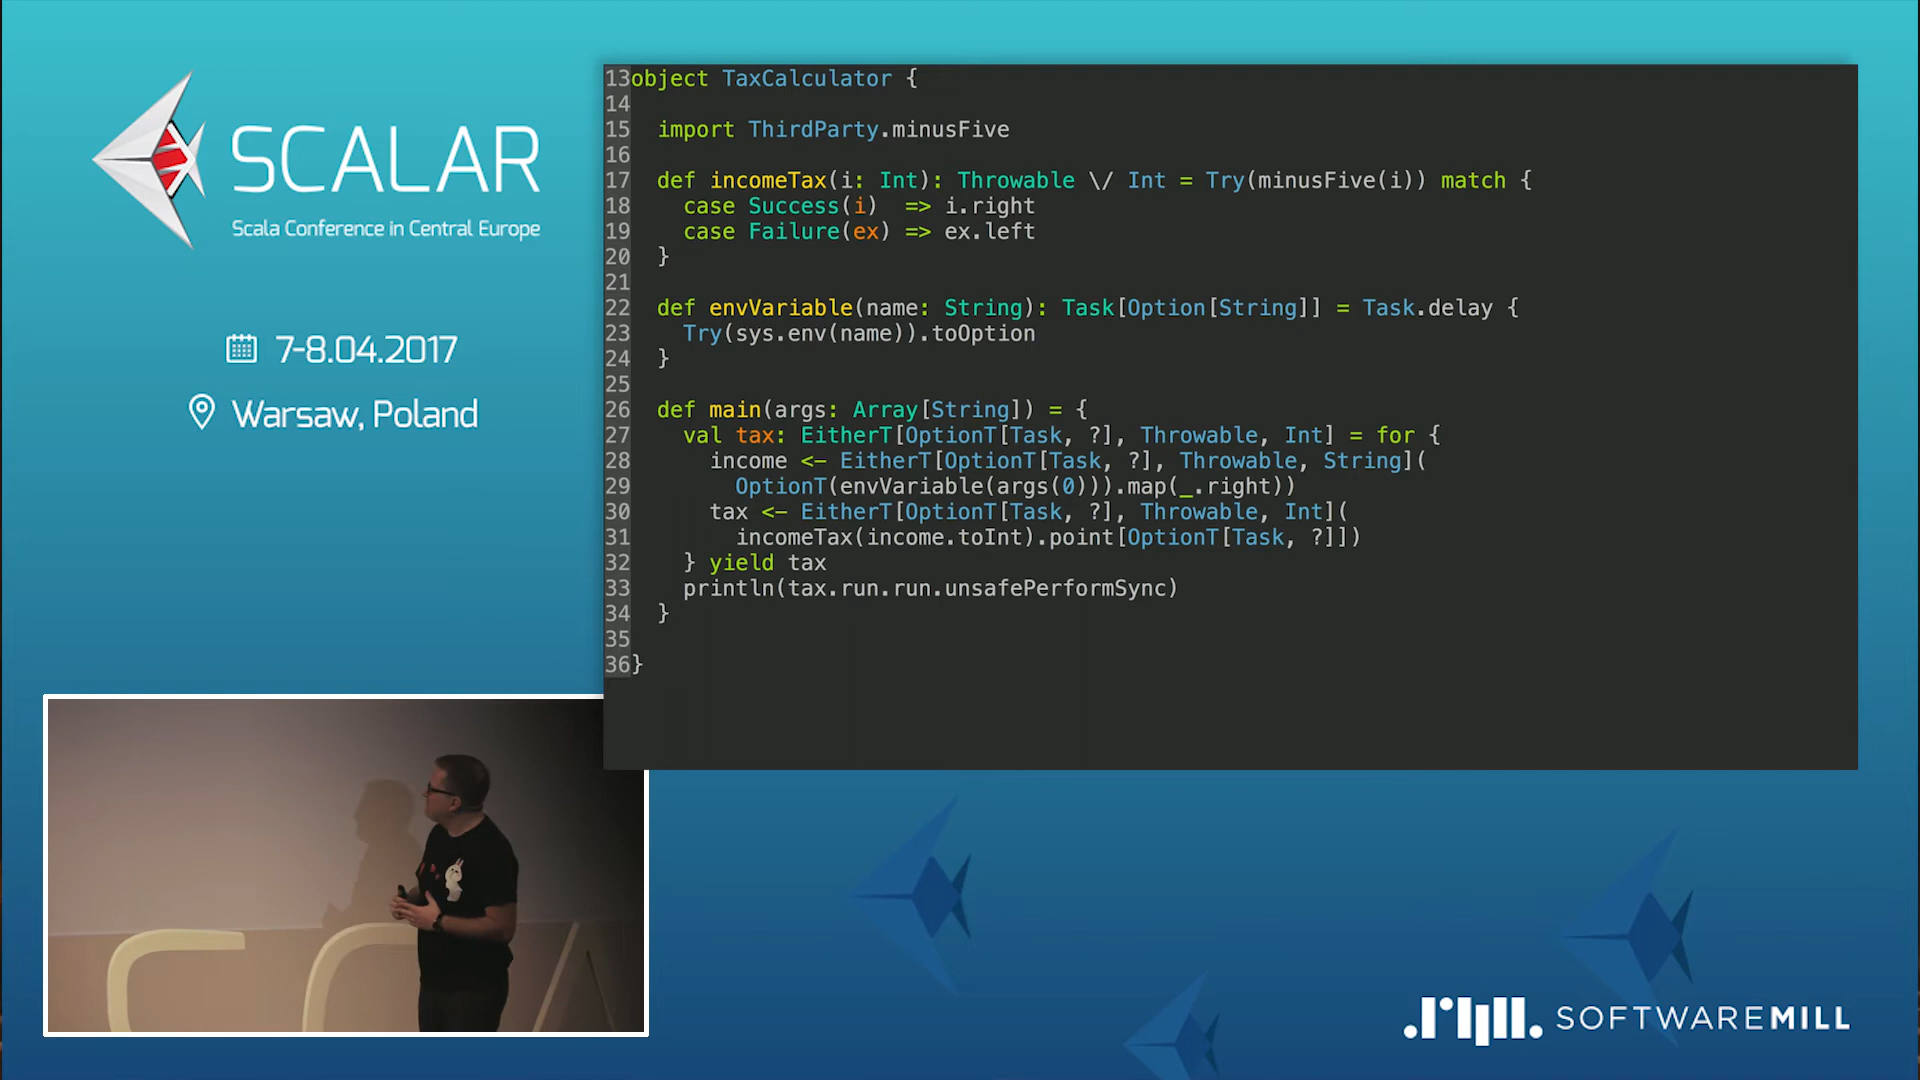 SCALAR
Scala Conference in Central Europe
7-8.04.2017
Warsaw, Poland
13object TaxCalculator {
14
15  import ThirdParty.minusFive
16
17  def incomeTax(i: Int): Throwable \/ Int = Try(minusFive(i)) match {
18    case Success(i)  => i.right
19    case Failure(ex) => ex.left
20  }
21
22  def envVariable(name: String): Task[Option[String]] = Task.delay {
23    Try(sys.env(name)).toOption
24  }
25
26  def main(args: Array[String]) = {
27    val tax: EitherT[OptionT[Task, ?], Throwable, Int] = for {
28      income <- EitherT[OptionT[Task, ?], Throwable, String](
29        OptionT(envVariable(args(0))).map(_.right))
30      tax <- EitherT[OptionT[Task, ?], Throwable, Int](
31        incomeTax(income.toInt).point[OptionT[Task, ?]])
32    } yield tax
33    println(tax.run.run.unsafePerformSync)
34  }
35
36}
SCA
SOFTWAREMILL